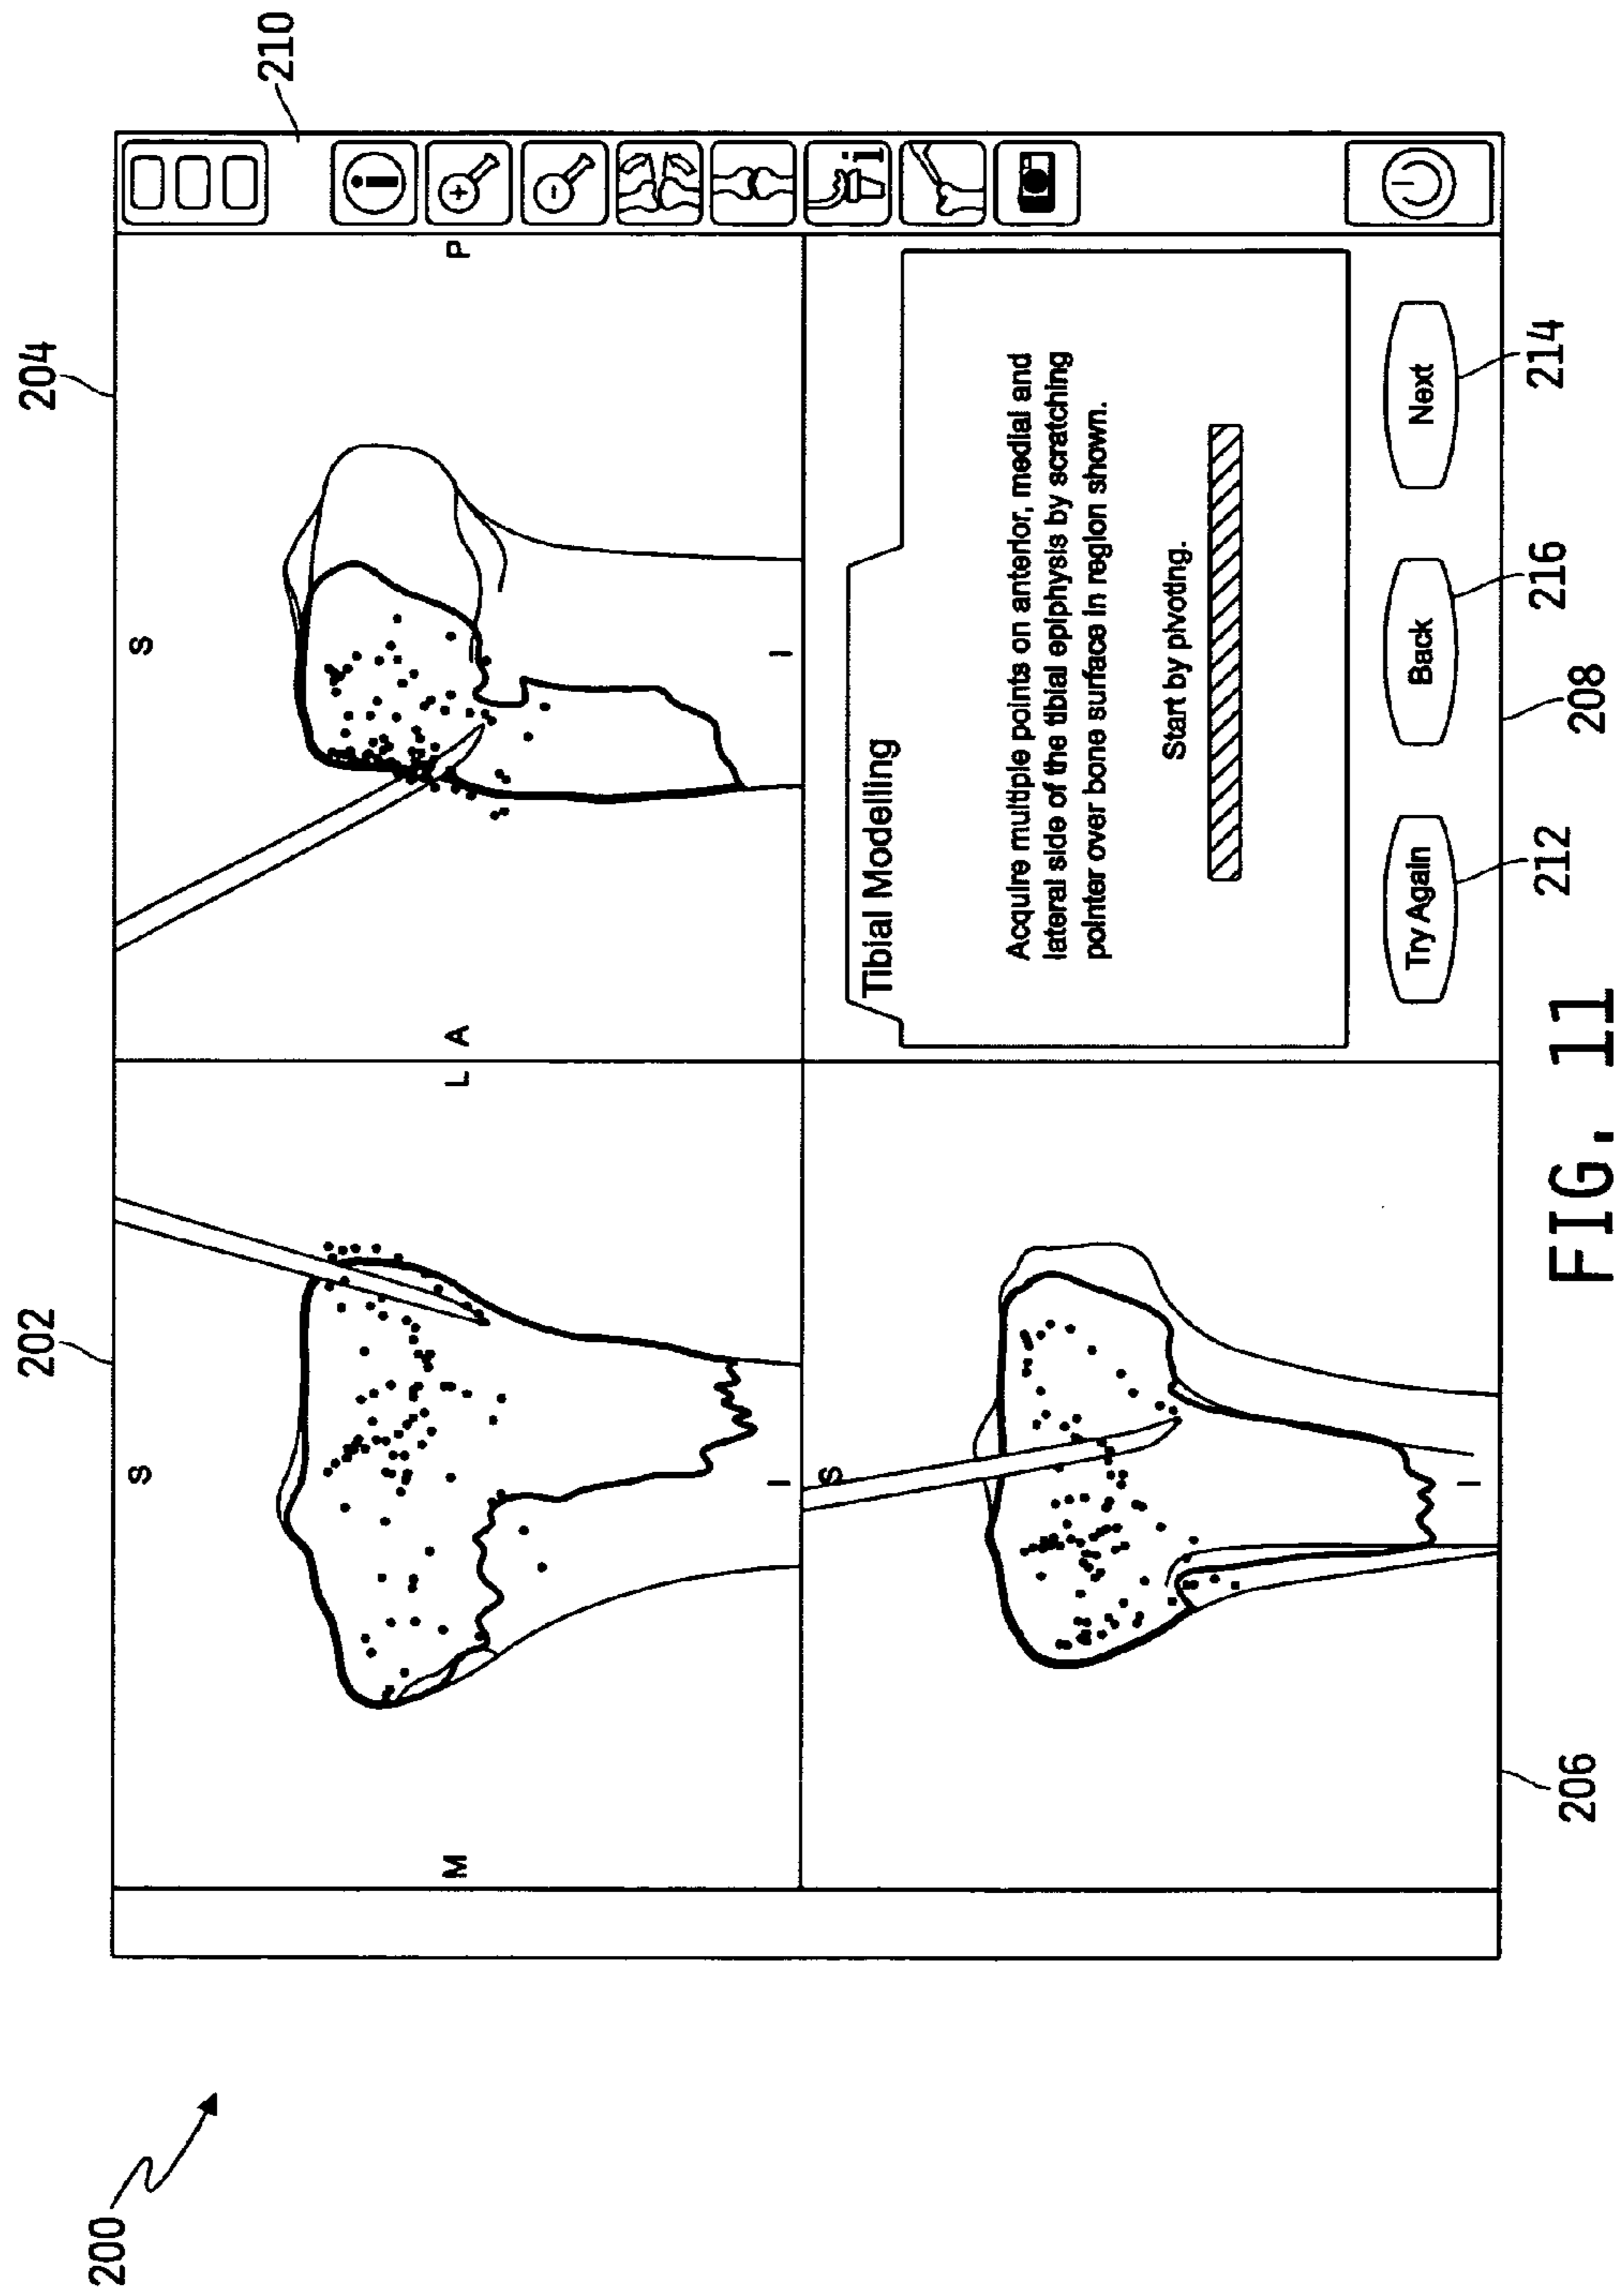 202
204
200
210
S
S
i
M
L
A
P
I
I
S
i
Tibial Modelling
Acquire multiple points on anterior, medial and
lateral side of the tibial epiphysis by scratching
pointer over bone surface in region shown.
Start by pivoting.
I
Try Again
Back
Next
212
216
214
206
208
FIG. 11